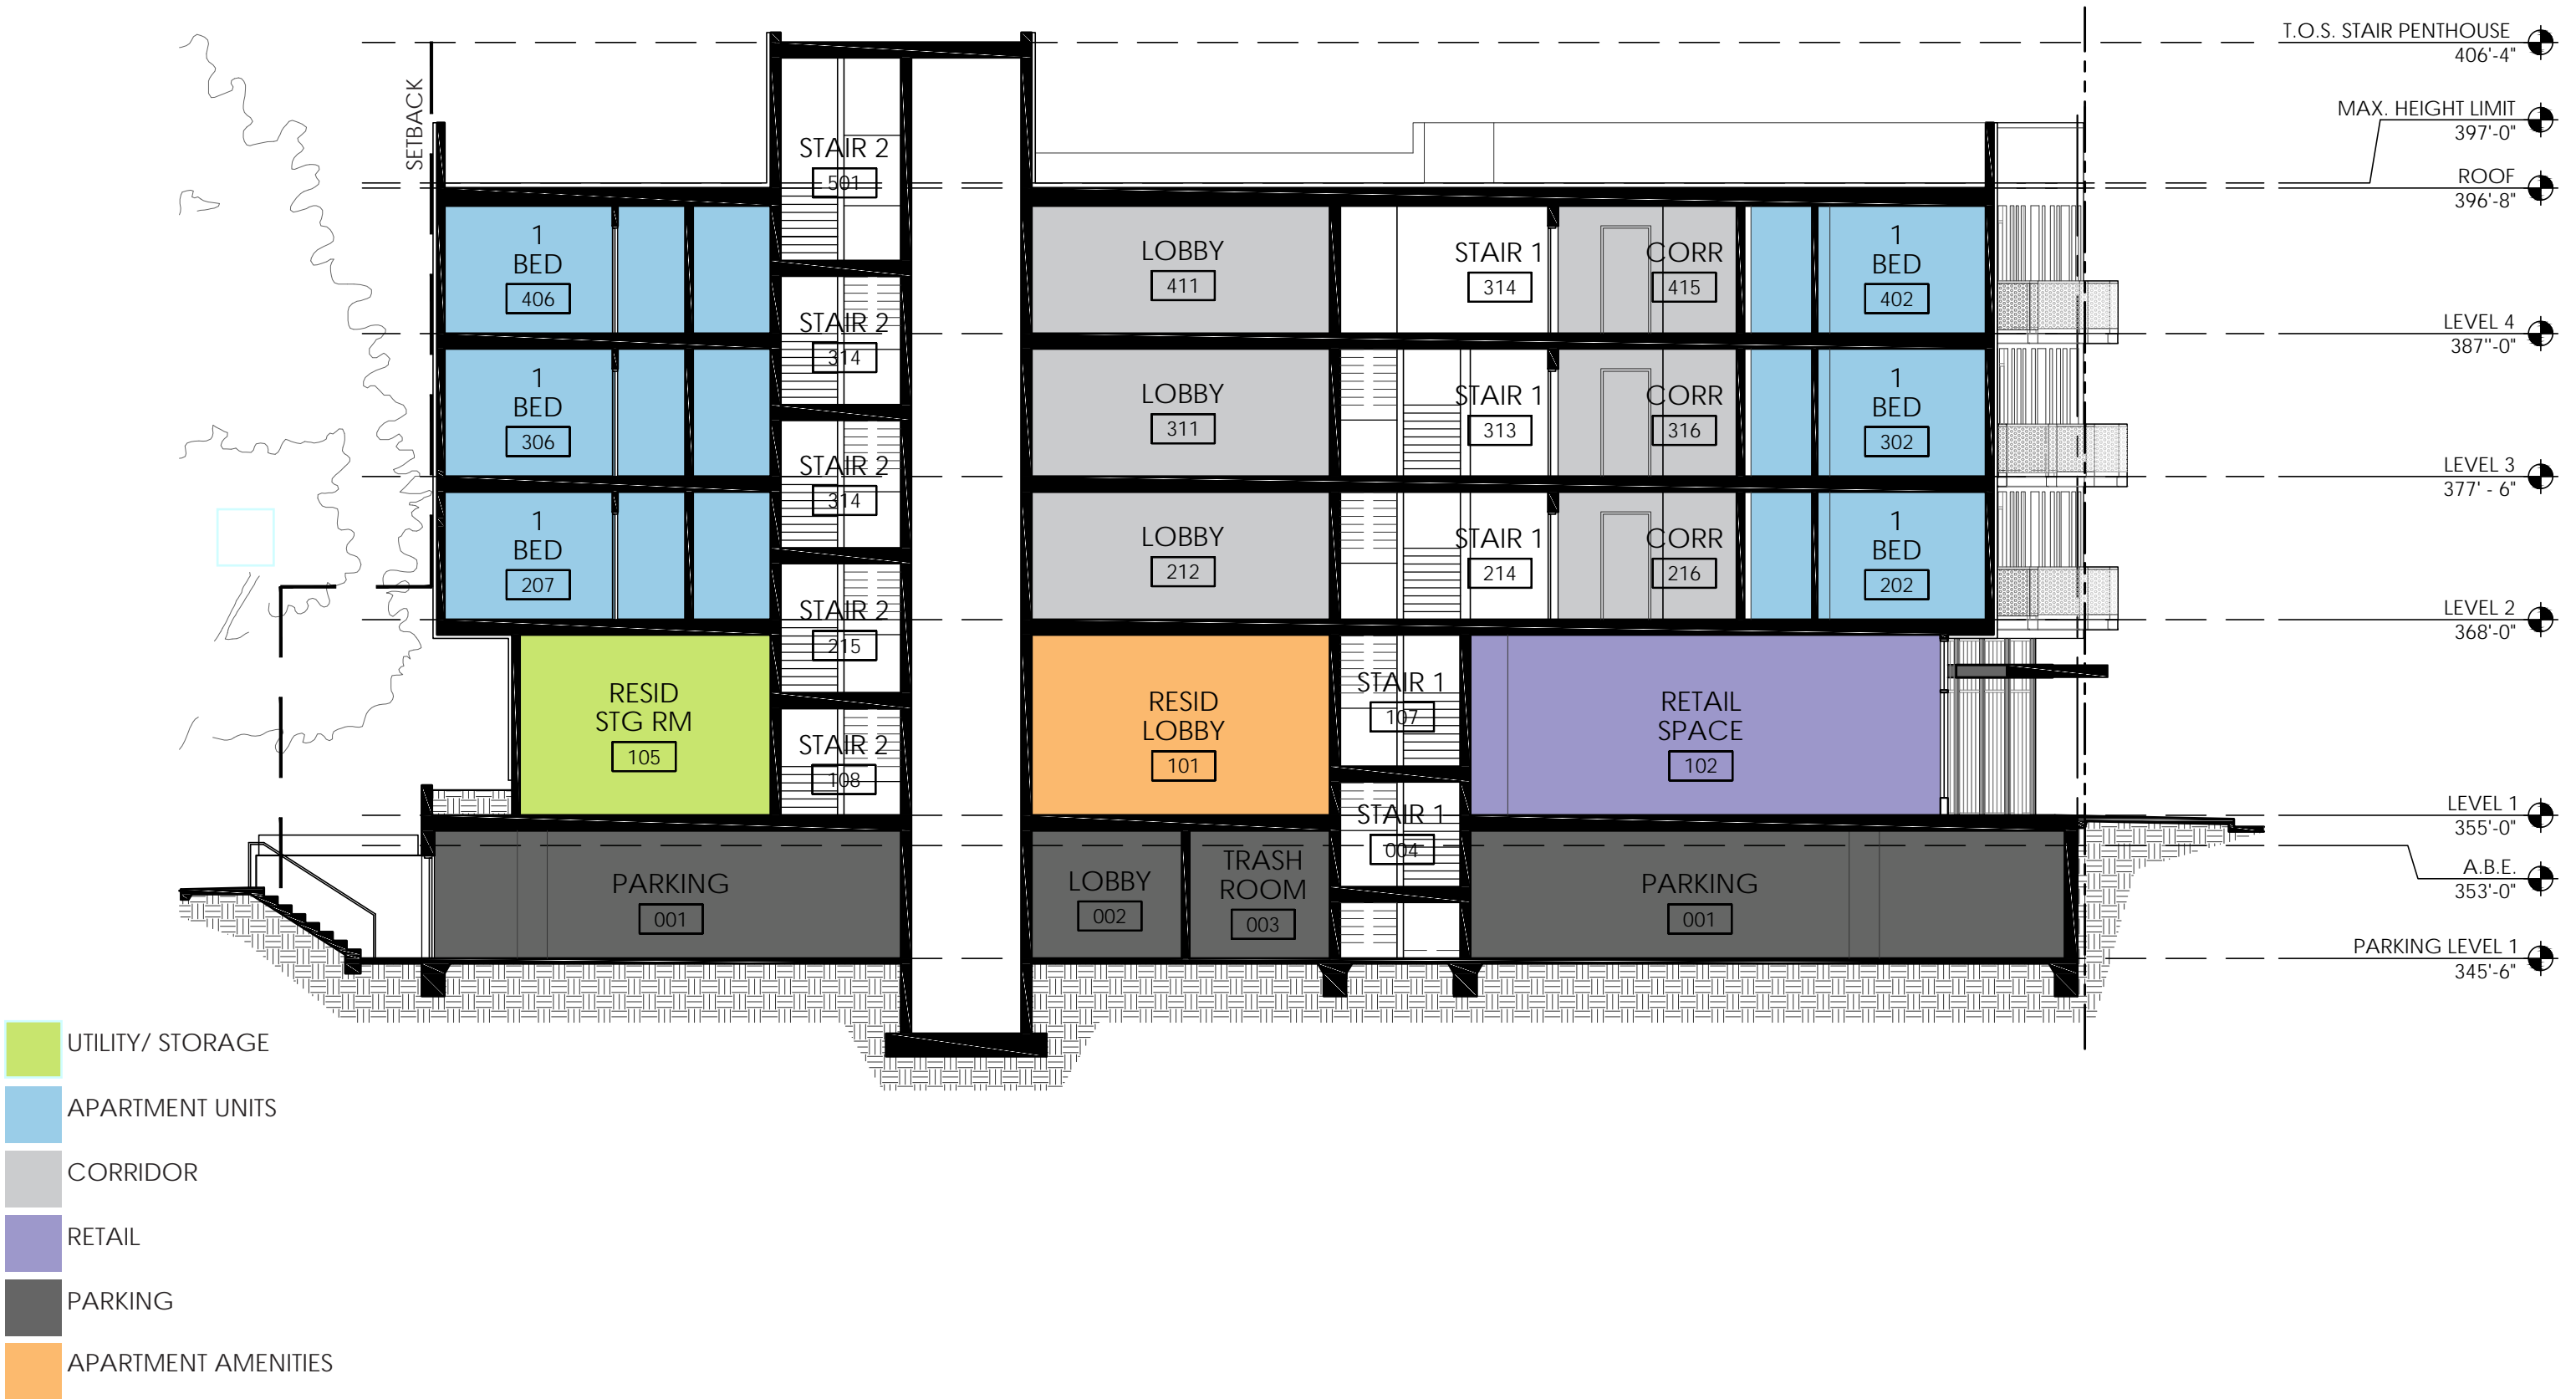 T.O.S. STAIR PENTHOUSE
406'-4"
SETBACK
MAX. HEIGHT LIMIT
397'-0"
STAIR 2
501
ROOF
396'-8"
1
BED
406
LOBBY
411
STAIR 1
314
CORR
415
1
BED
402
STAIR 2
314
LEVEL 4
387''-0"
1
BED
306
LOBBY
311
STAIR 1
313
CORR
316
1
BED
302
STAIR 2
314
LEVEL 3
377' - 6"
1
BED
207
LOBBY
212
STAIR 1
214
CORR
216
1
BED
202
STAIR 2
215
LEVEL 2
368'-0"
RESID
STG RM
105
STAIR 2
108
RESID
LOBBY
101
STAIR 1
107
RETAIL
SPACE
102
LEVEL 1
355'-0"
STAIR 1
004
PARKING
001
LOBBY
002
TRASH
ROOM
003
PARKING
001
A.B.E.
353'-0"
PARKING LEVEL 1
345'-6"
UTILITY/ STORAGE
APARTMENT UNITS
CORRIDOR
RETAIL
PARKING
APARTMENT AMENITIES